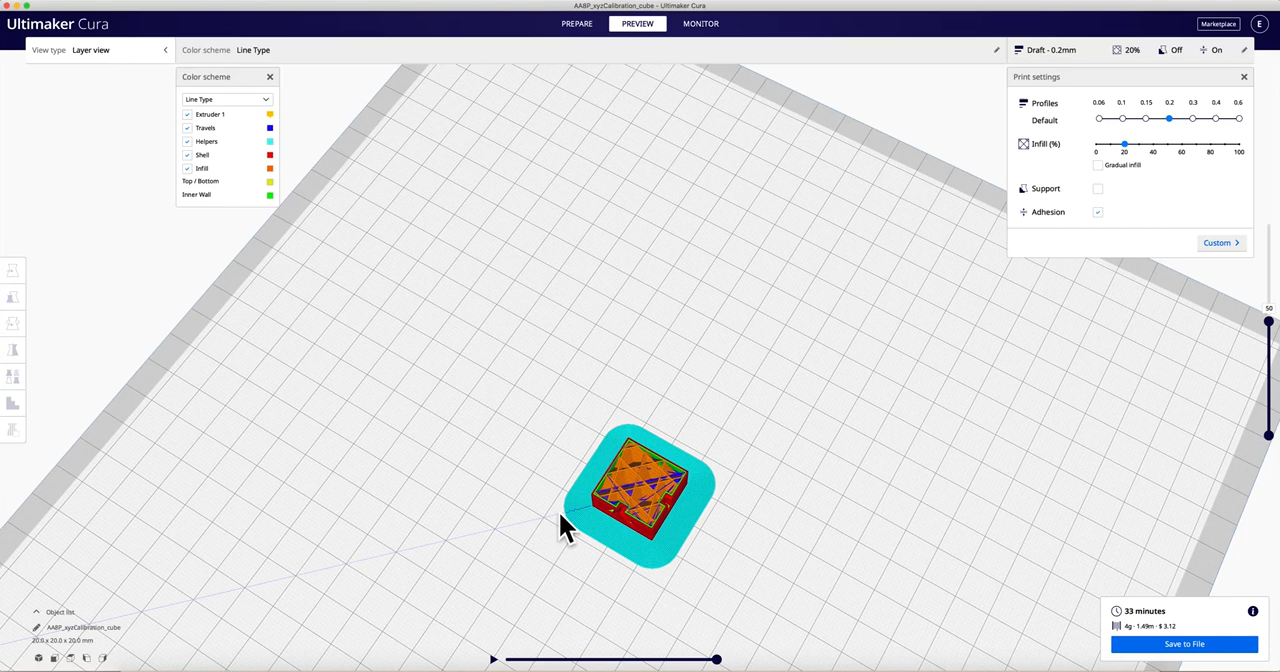 AA8P_xyzCalibration_cube - Ultimaker Cura
Ultimaker Cura
PREPARE
PREVIEW
MONITOR
Marketplace
E
View type Layer view
Color scheme Line Type
Draft - 0.2mm
20%
Off
On
Color scheme
Line Type
Extruder 1
Travels
Helpers
Shell
Infill
Top / Bottom
Inner Wall
Print settings
Profiles
0.06 0.1 0.15 0.2 0.3 0.4 0.6
Default
Infill (%)
0 20 40 60 80 100
Gradual infill
Support
Adhesion
Custom
50
Object list
AA8P_xyzCalibration_cube
20.0 x 20.0 x 20.0 mm
33 minutes
4g · 1.49m · $ 3.12
Save to File